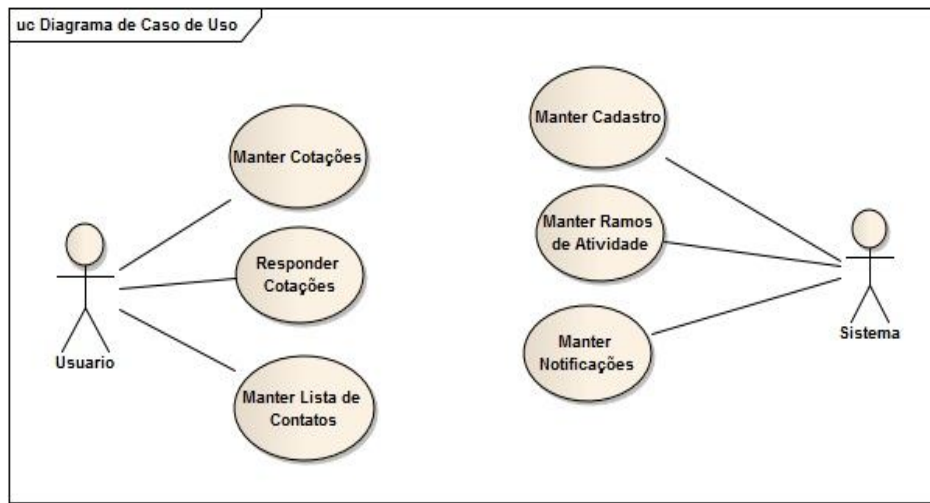 uc Diagrama de Caso de Uso
Manter Cotações
Responder
Cotações
Manter Lista de
Contatos
Usuario
Manter Cadastro
Manter Ramos
de Atividade
Manter
Notificações
Sistema